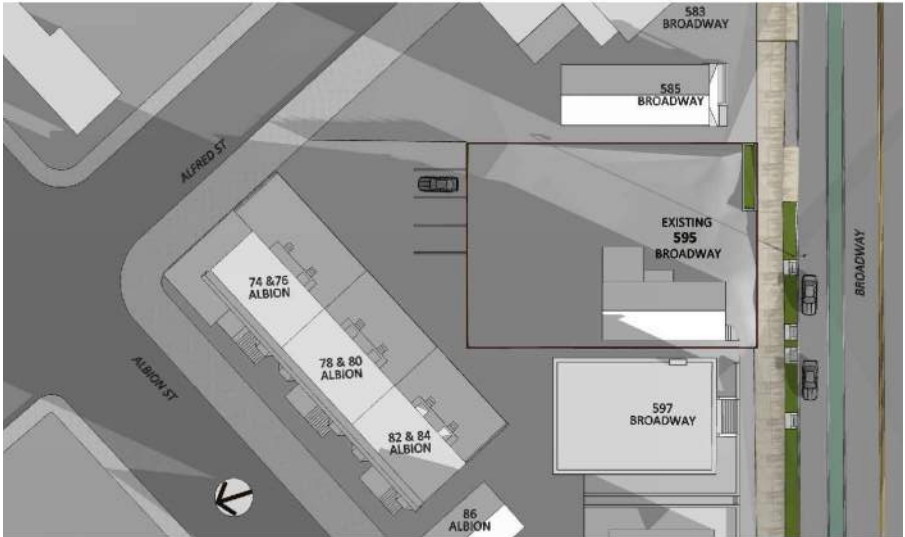 583
BROADWAY
585
BROADWAY
ALFRED ST
EXISTING
595
BROADWAY
BROADWAY
74 &76
ALBION
78 & 80
ALBION
82 & 84
ALBION
ALBION ST
597
BROADWAY
86
ALBION